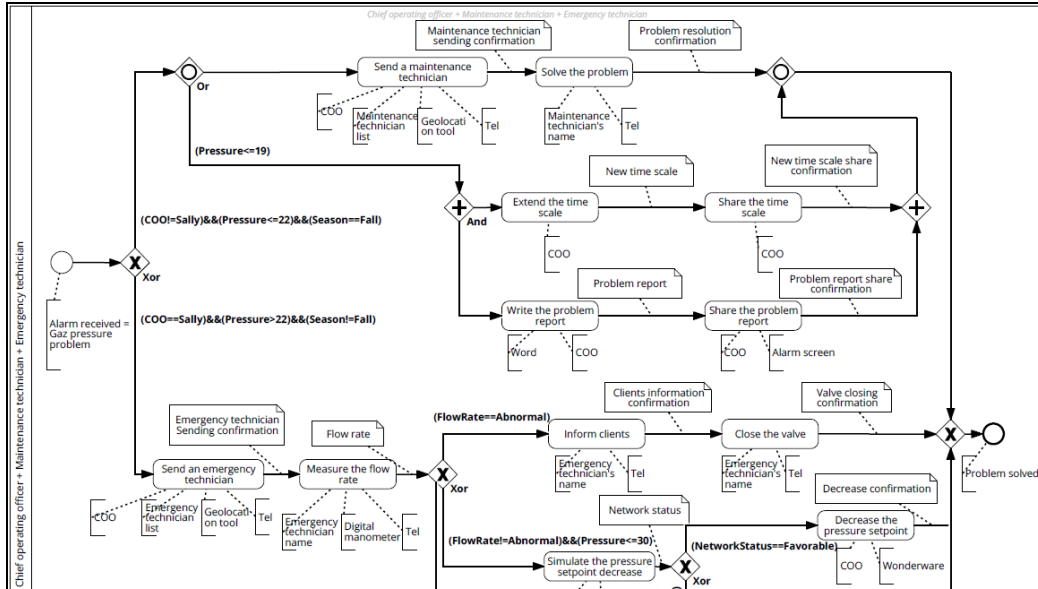 Chief operating officer + Maintenance technician + Emergency technician
Chief operating officer + Maintenance technician + Emergency technician
Maintenance technician
sending confirmation
Problem resolution
confirmation
Send a maintenance
technician
Solve the problem
Or
COO
Maintenance
technician
list
Geolocati
on tool
Tel
Maintenance
technician's
name
Tel
(Pressure<=19)
New time scale
New time scale share
confirmation
Extend the time
scale
Share the time
scale
And
(COO!=Sally)&&(Pressure<=22)&&(Season==Fall)
COO
COO
Xor
Alarm received =
Gaz pressure
problem
(COO==Sally)&&(Pressure>22)&&(Season!=Fall)
Problem report
Problem report share
confirmation
Write the problem
report
Share the problem
report
Word
COO
COO
Alarm screen
Emergency technician
Sending confirmation
Flow rate
(FlowRate==Abnormal)
Clients information
confirmation
Valve closing
confirmation
Inform clients
Close the valve
Send an emergency
technician
Measure the flow
rate
Xor
Emergency
technician's
name
Tel
Emergency
technician's
name
Tel
Problem solved
COO
Emergency
technician
list
Geolocati
on tool
Tel
Emergency
technician
name
Digital
manometer
Tel
Network status
Decrease confirmation
(FlowRate!=Abnormal)&&(Pressure<=30)
(NetworkStatus==Favorable)
Decrease the
pressure setpoint
Simulate the pressure
setpoint decrease
Xor
COO
Wonderware